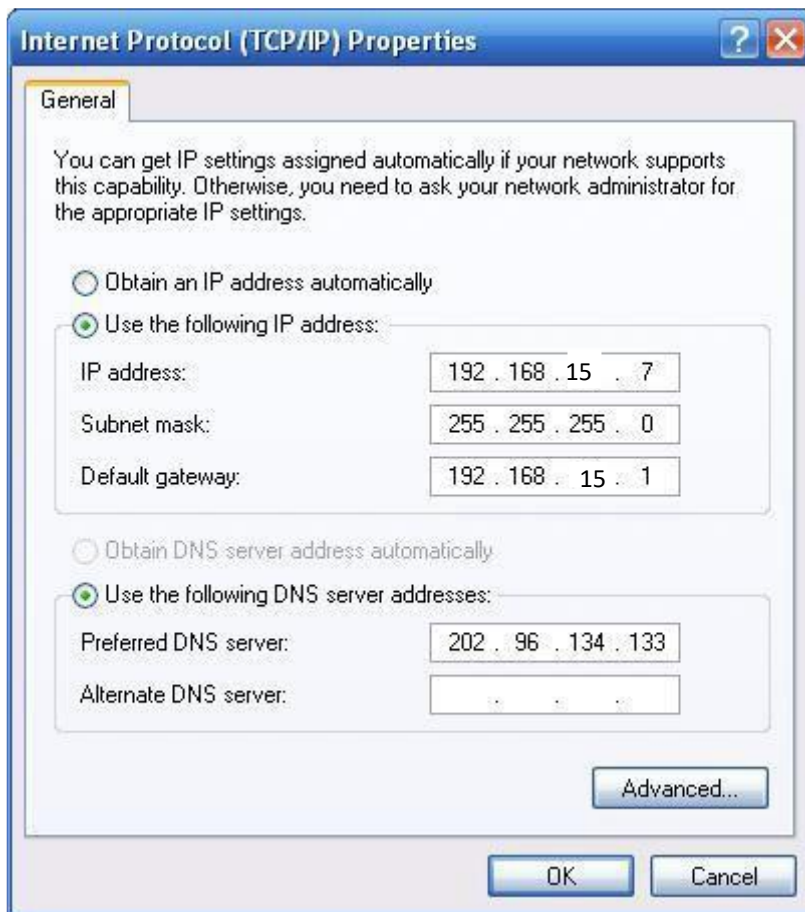 Internet Protocol (TCP/IP) Properties
General
You can get IP settings assigned automatically if your network supports
this capability. Otherwise, you need to ask your network administrator for
the appropriate IP settings.
Obtain an IP address automatically
Use the following IP address:
IP address: 192 . 168 . 15 . 7
Subnet mask: 255 . 255 . 255 . 0
Default gateway: 192 . 168 . 15 . 1
Obtain DNS server address automatically
Use the following DNS server addresses:
Preferred DNS server: 202 . 96 . 134 . 133
Alternate DNS server: . . .
Advanced...
OK Cancel